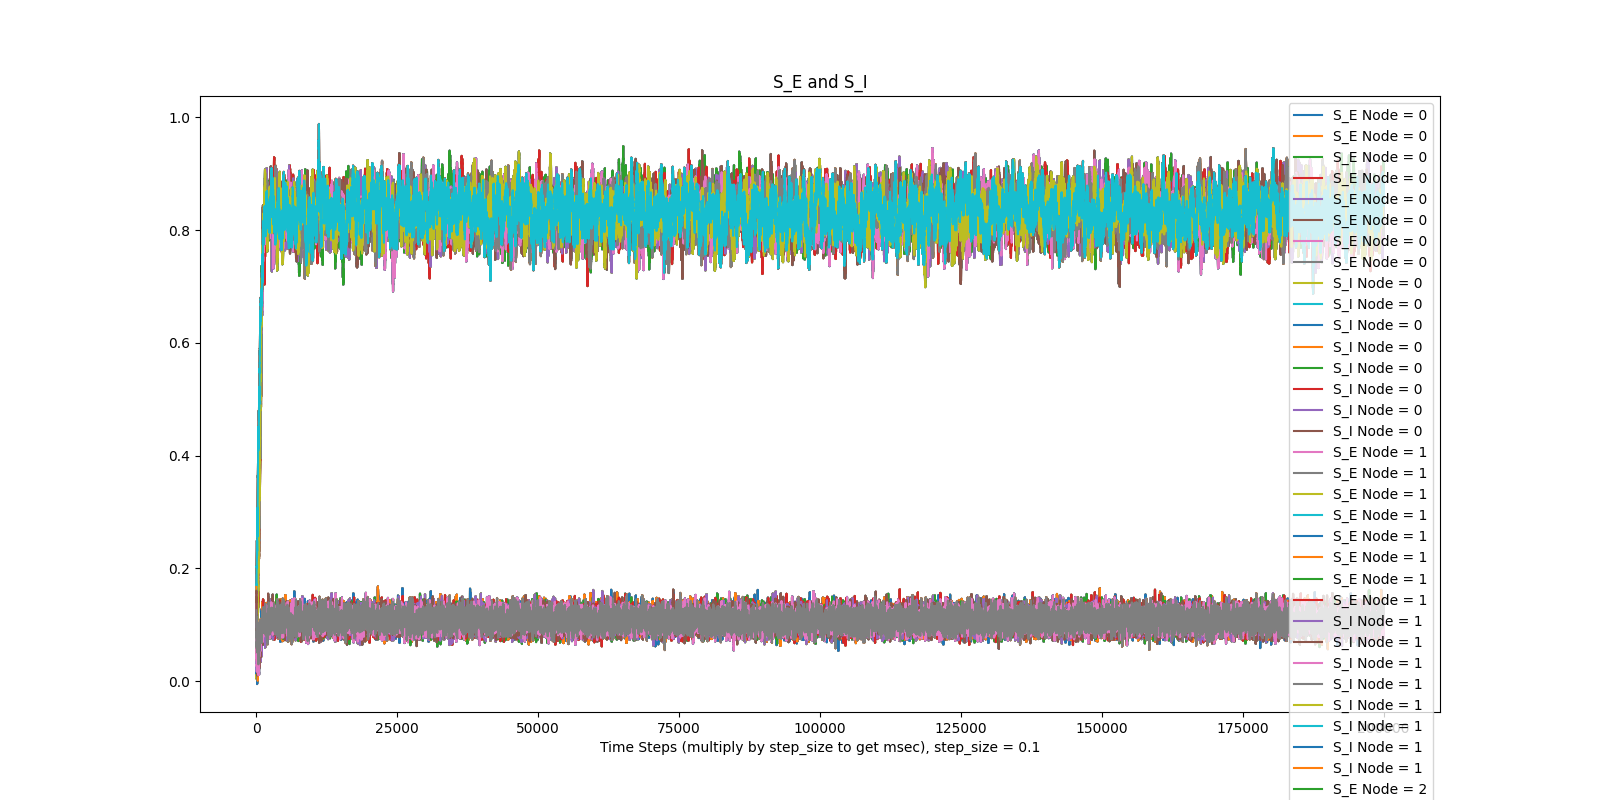 S_E and S_I
1.0
0.8
0.6
0.4
0.2
0.0
0
25000
50000
75000
100000
125000
150000
175000
Time Steps (multiply by step_size to get msec), step_size = 0.1
S_E Node = 0
S_E Node = 0
S_E Node = 0
S_E Node = 0
S_E Node = 0
S_E Node = 0
S_E Node = 0
S_E Node = 0
S_I Node = 0
S_I Node = 0
S_I Node = 0
S_I Node = 0
S_I Node = 0
S_I Node = 0
S_I Node = 0
S_I Node = 0
S_E Node = 1
S_E Node = 1
S_E Node = 1
S_E Node = 1
S_E Node = 1
S_E Node = 1
S_E Node = 1
S_E Node = 1
S_I Node = 1
S_I Node = 1
S_I Node = 1
S_I Node = 1
S_I Node = 1
S_I Node = 1
S_I Node = 1
S_I Node = 1
S_E Node = 2